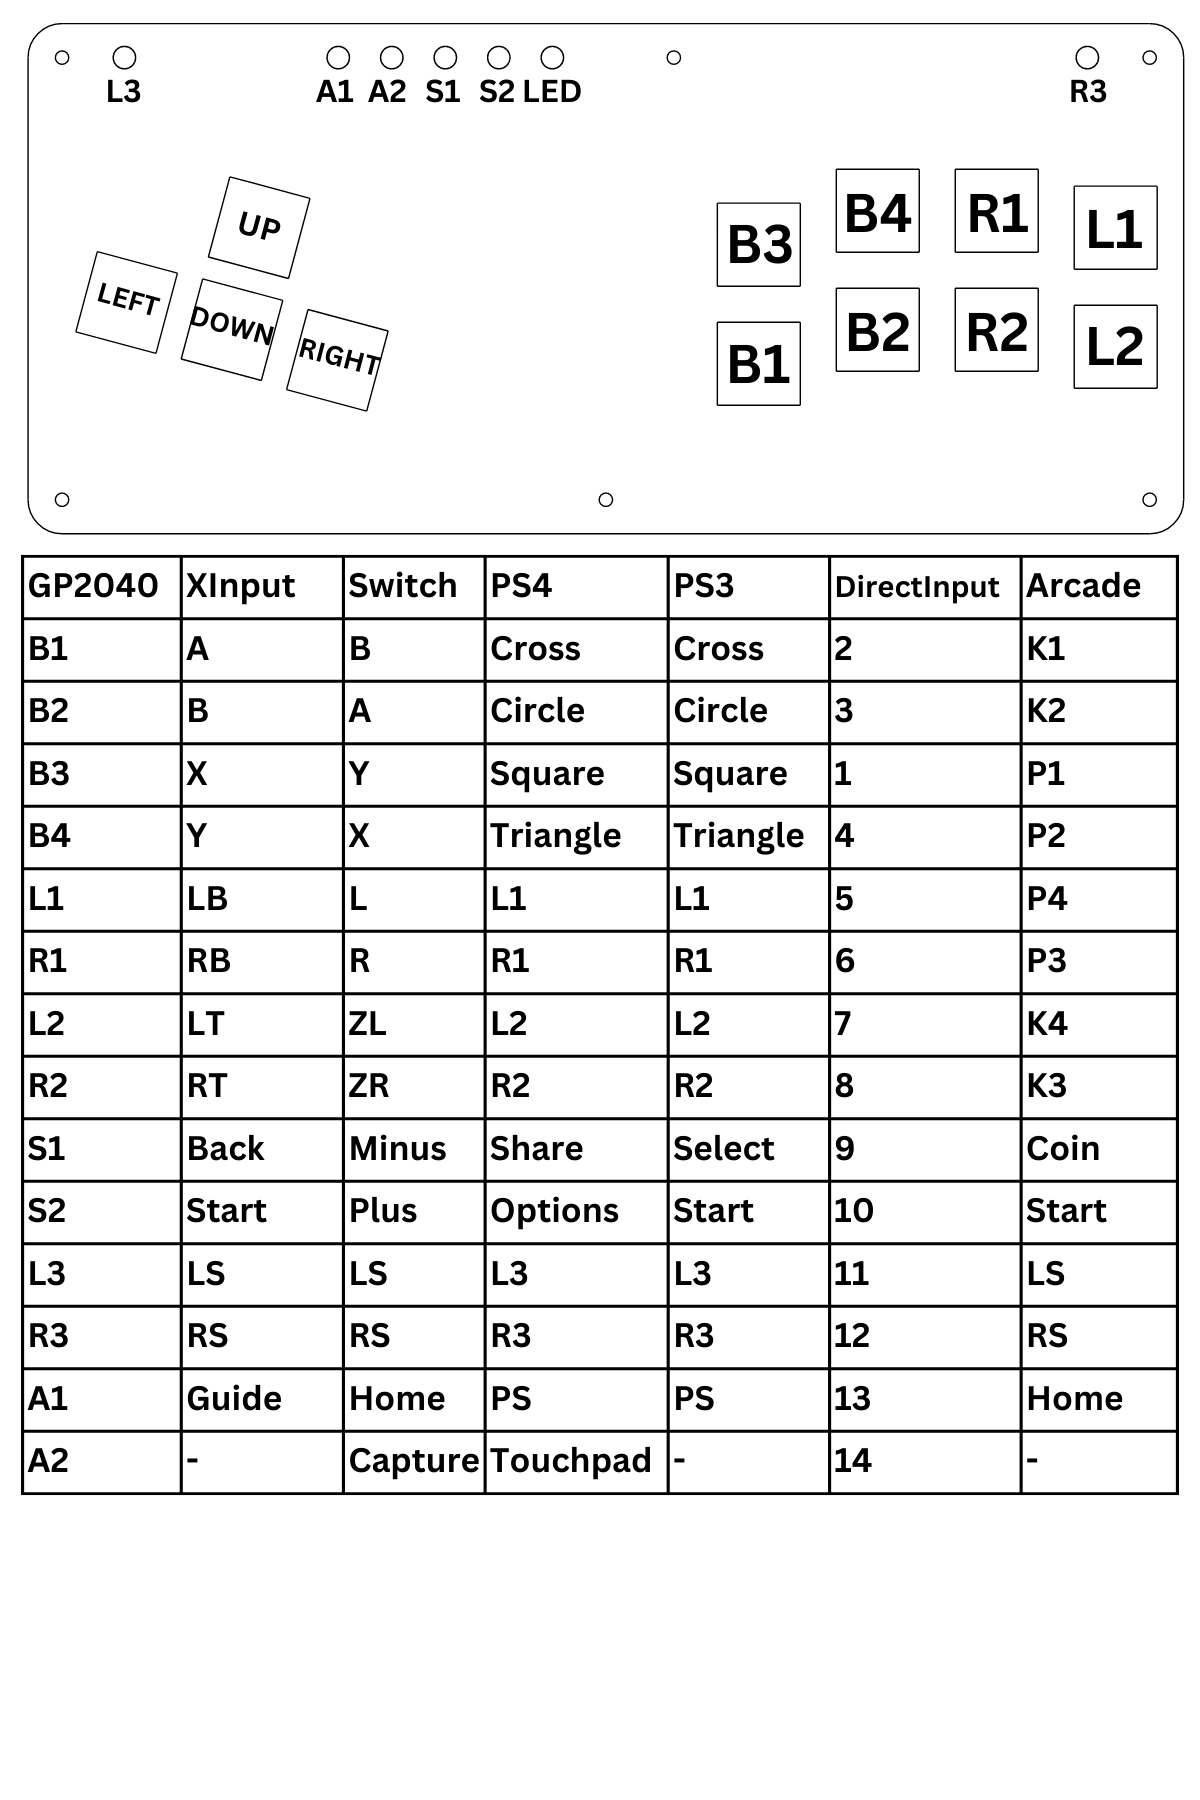 L3 A1 A2 S1 S2 LED R3
UP
LEFT DOWN RIGHT
B3 B4 R1 L1
B1 B2 R2 L2
GP2040 XInput Switch PS4 PS3 DirectInput Arcade
B1 A B Cross Cross 2 K1
B2 B A Circle Circle 3 K2
B3 X Y Square Square 1 P1
B4 Y X Triangle Triangle 4 P2
L1 LB L L1 L1 5 P4
R1 RB R R1 R1 6 P3
L2 LT ZL L2 L2 7 K4
R2 RT ZR R2 R2 8 K3
S1 Back Minus Share Select 9 Coin
S2 Start Plus Options Start 10 Start
L3 LS LS L3 L3 11 LS
R3 RS RS R3 R3 12 RS
A1 Guide Home PS PS 13 Home
A2 - Capture Touchpad - 14 -